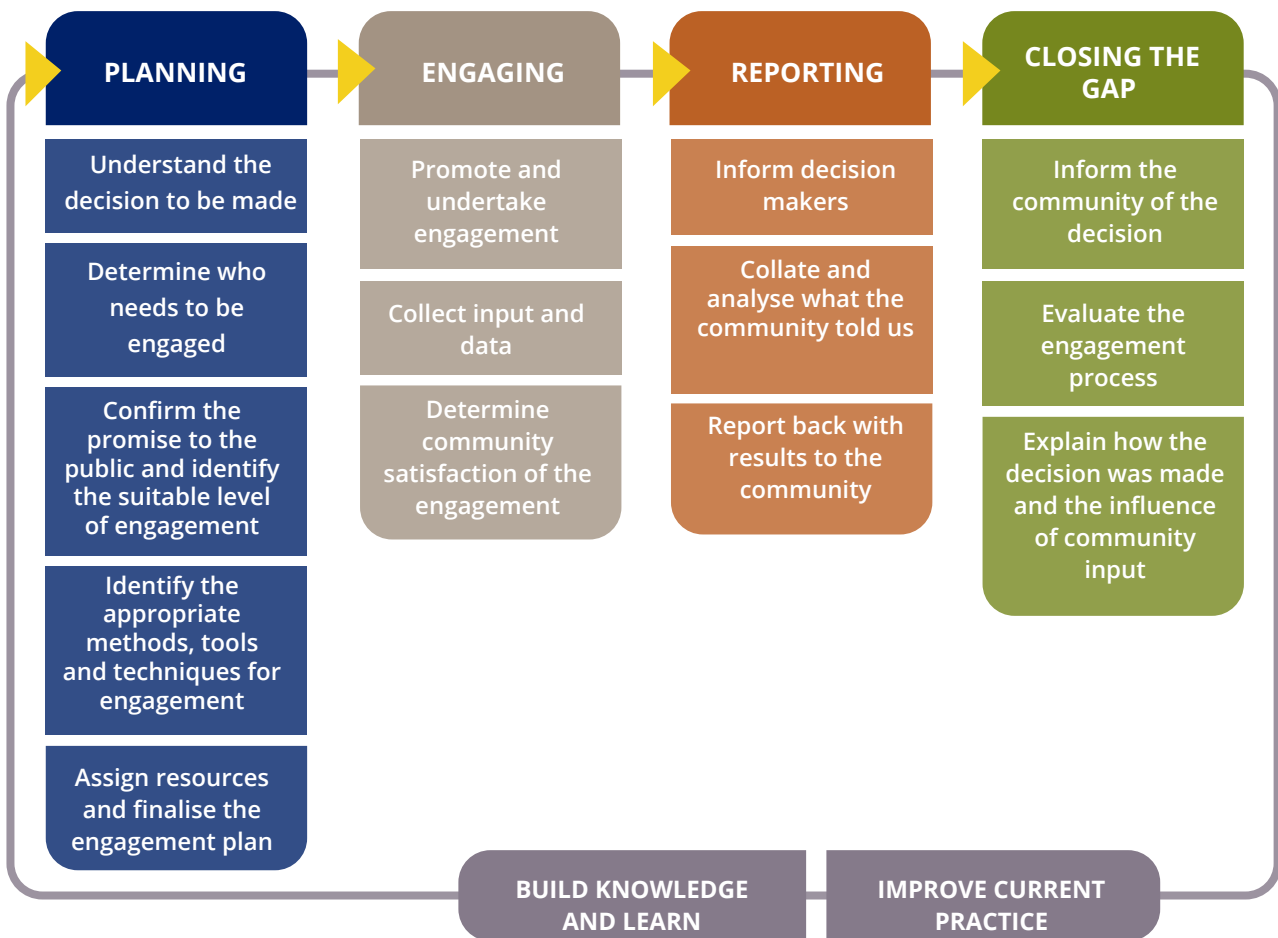 PLANNING
Understand the
decision to be made
Determine who
needs to be
engaged
Confirm the
promise to the
public and identify
the suitable level
of engagement
Identify the
appropriate
methods, tools
and techniques for
engagement
Assign resources
and finalise the
engagement plan
ENGAGING
Promote and
undertake
engagement
Collect input and
data
Determine
community
satisfaction of the
engagement
REPORTING
Inform decision
makers
Collate and
analyse what the
community told us
Report back with
results to the
community
CLOSING THE
GAP
Inform the
community of the
decision
Evaluate the
engagement
process
Explain how the
decision was made
and the influence
of community
input
BUILD KNOWLEDGE
AND LEARN
IMPROVE CURRENT
PRACTICE